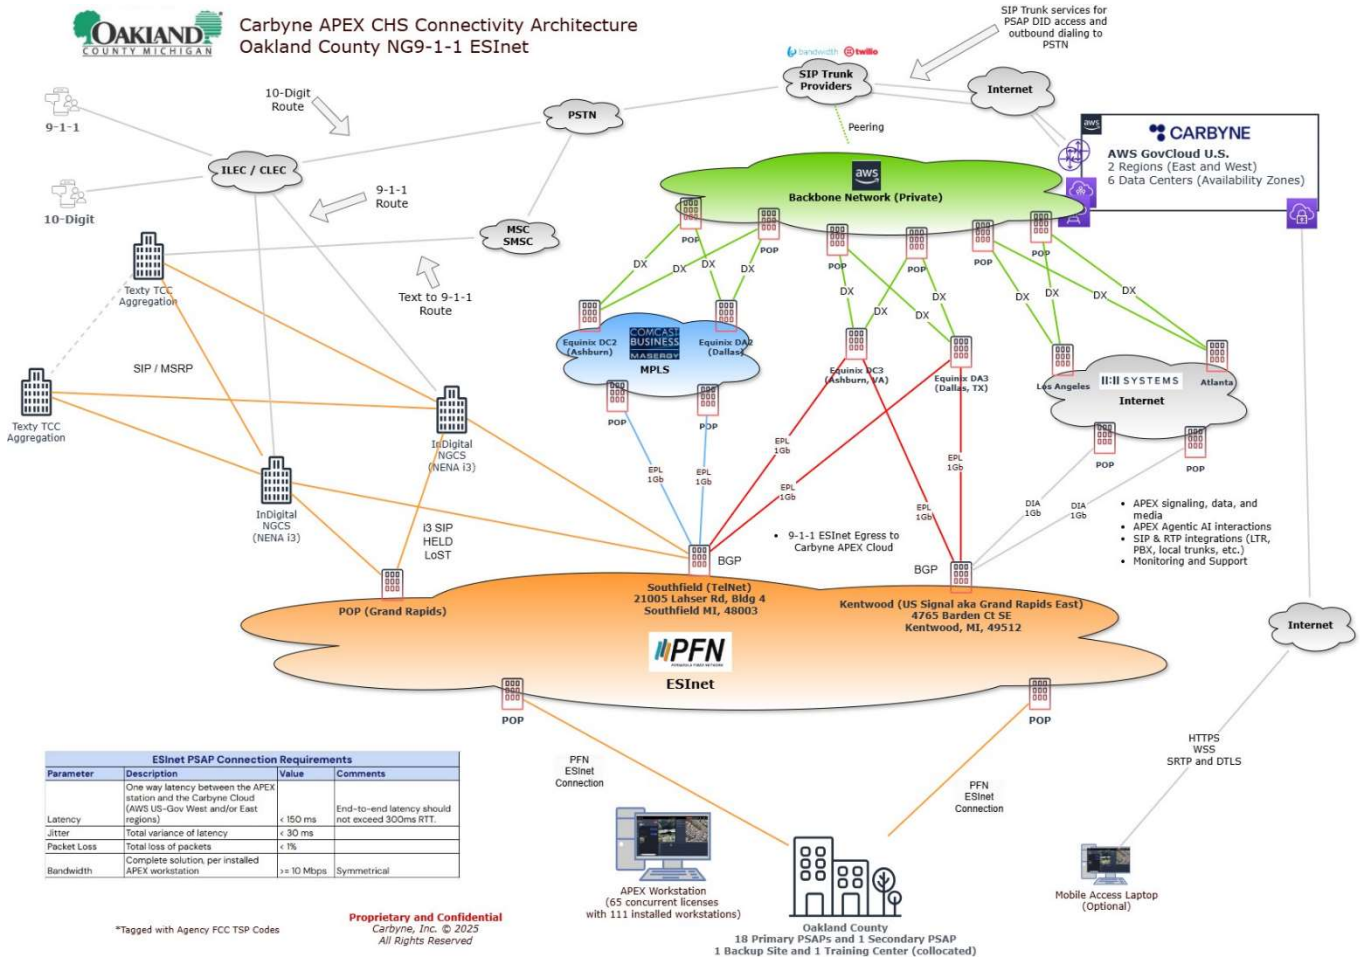 OAKLAND
COUNTY MICHIGAN
Carbyne APEX CHS Connectivity Architecture
Oakland County NG9-1-1 ESInet
SIP Trunk services for
PSAP DID access and
outbound dialing to
PSTN
bandwidth
twilio
SIP Trunk
Providers
Internet
10-Digit
Route
PSTN
Peering
9-1-1
ILEC / CLEC
aws
CARBYNE
AWS GovCloud U.S.
2 Regions (East and West)
6 Data Centers (Availability Zones)
aws
Backbone Network (Private)
10-Digit
9-1-1
Route
MSC
SMSC
POP
POP
POP
POP
POP
POP
Texty TCC
Aggregation
Text to 9-1-1
Route
DX
DX
DX
DX
DX
DX
DX
DX
DX
DX
DX
DX
Equinix DC2
(Ashburn)
COMCAST
BUSINESS
MASERGY
MPLS
Equinix DA2
(Dallas)
Equinix DC3
(Ashburn, VA)
Equinix DA3
(Dallas, TX)
Los Angeles
11:11 SYSTEMS
Internet
Atlanta
SIP / MSRP
Texty TCC
Aggregation
POP
POP
InDigital
NGCS
(NENA i3)
POP
POP
EPL
1Gb
EPL
1Gb
EPL
1Gb
EPL
1Gb
EPL
1Gb
EPL
1Gb
DIA
1Gb
DIA
1Gb
InDigital
NGCS
(NENA i3)
i3 SIP
HELD
LoST
• 9-1-1 ESInet Egress to
Carbyne APEX Cloud
• APEX signaling, data, and
media
• APEX Agentic AI interactions
• SIP & RTP integrations (LTR,
PBX, local trunks, etc.)
• Monitoring and Support
BGP
BGP
POP (Grand Rapids)
Southfield (TelNet)
21005 Lahser Rd, Bldg 4
Southfield MI, 48003
Kentwood (US Signal aka Grand Rapids East)
4765 Barden Ct SE
Kentwood, MI, 49512
Internet
PFN
PENINSULA FIBER NETWORK
ESInet
POP
POP
HTTPS
WSS
SRTP and DTLS
PFN
ESInet
Connection
PFN
ESInet
Connection
ESInet PSAP Connection Requirements
Parameter Description Value Comments
Latency One way latency between the APEX station and the Carbyne Cloud (AWS US-Gov West and/or East regions) < 150 ms End-to-end latency should not exceed 300ms RTT.
Jitter Total variance of latency < 30 ms
Packet Loss Total loss of packets < 1%
Bandwidth Complete solution, per installed APEX workstation >= 10 Mbps Symmetrical
APEX Workstation
(65 concurrent licenses
with 111 installed workstations)
Mobile Access Laptop
(Optional)
*Tagged with Agency FCC TSP Codes
Proprietary and Confidential
Carbyne, Inc. © 2025
All Rights Reserved
Oakland County
18 Primary PSAPs and 1 Secondary PSAP
1 Backup Site and 1 Training Center (collocated)